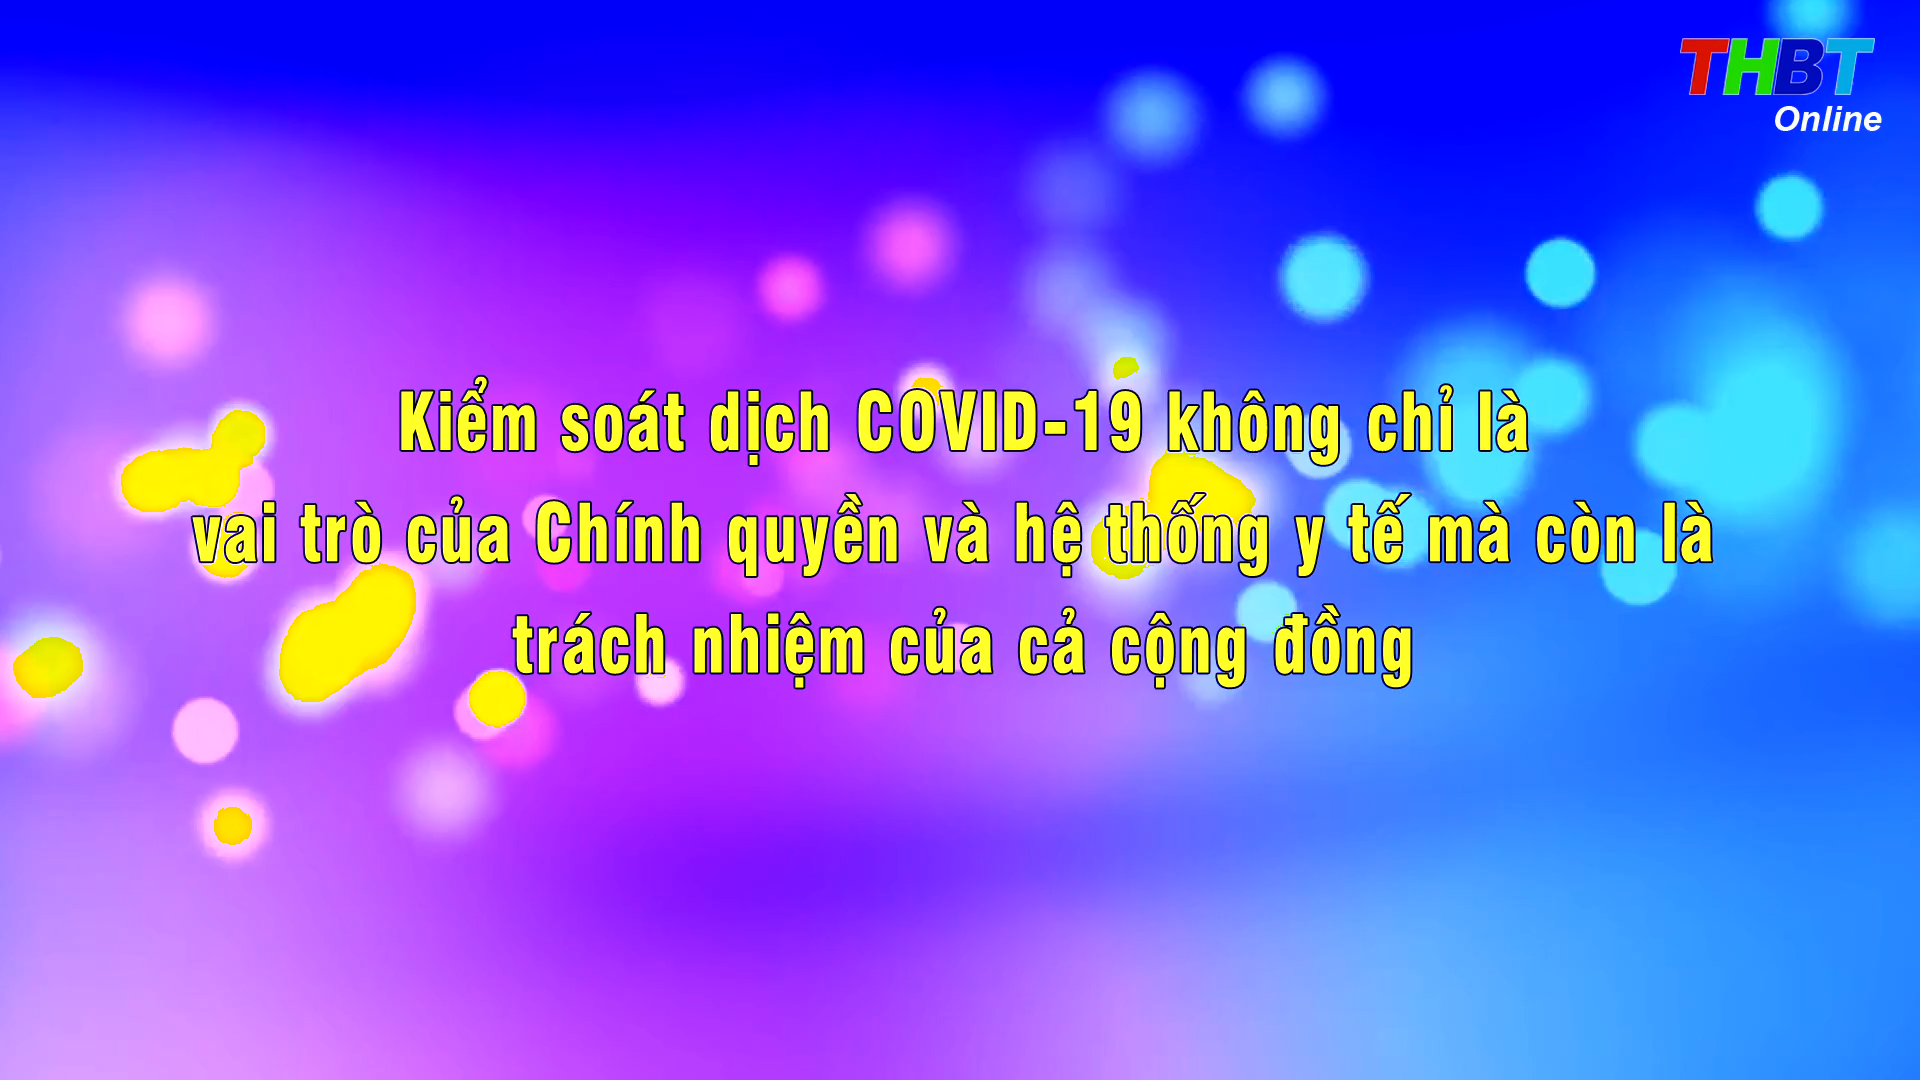 THBT
Online
Kiểm soát dịch COVID-19 không chỉ là
vai trò của Chính quyền và hệ thống y tế mà còn là
trách nhiệm của cả cộng đồng